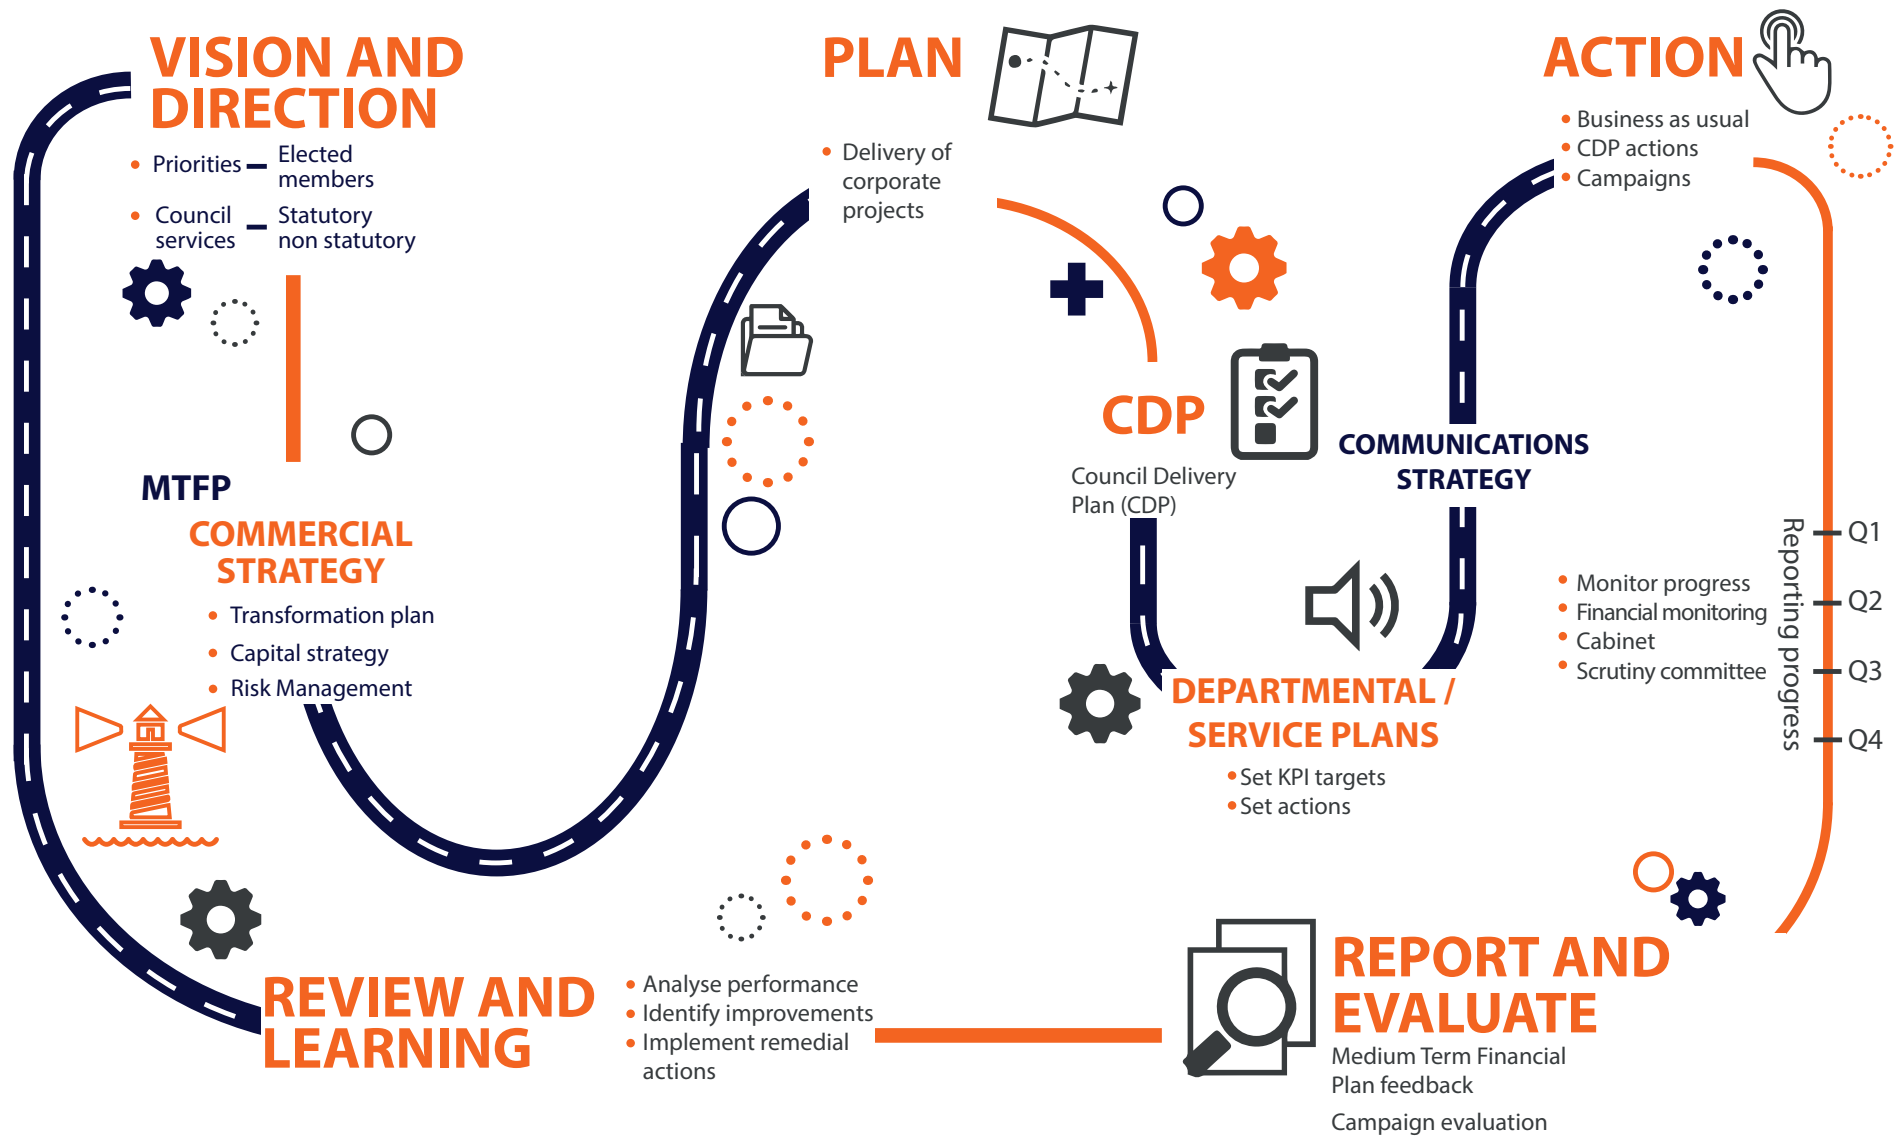 VISION AND
DIRECTION
Priorities
Elected
members
Council
services
Statutory
non statutory
MTFP
COMMERCIAL
STRATEGY
Transformation plan
Capital strategy
Risk Management
PLAN
Delivery of
corporate
projects
CDP
Council Delivery
Plan (CDP)
DEPARTMENTAL /
SERVICE PLANS
Set KPI targets
Set actions
COMMUNICATIONS
STRATEGY
ACTION
Business as usual
CDP actions
Campaigns
Monitor progress
Financial monitoring
Cabinet
Scrutiny committee
Reporting progress
Q1
Q2
Q3
Q4
REPORT AND
EVALUATE
Medium Term Financial
Plan feedback
Campaign evaluation
REVIEW AND
LEARNING
Analyse performance
Identify improvements
Implement remedial
actions